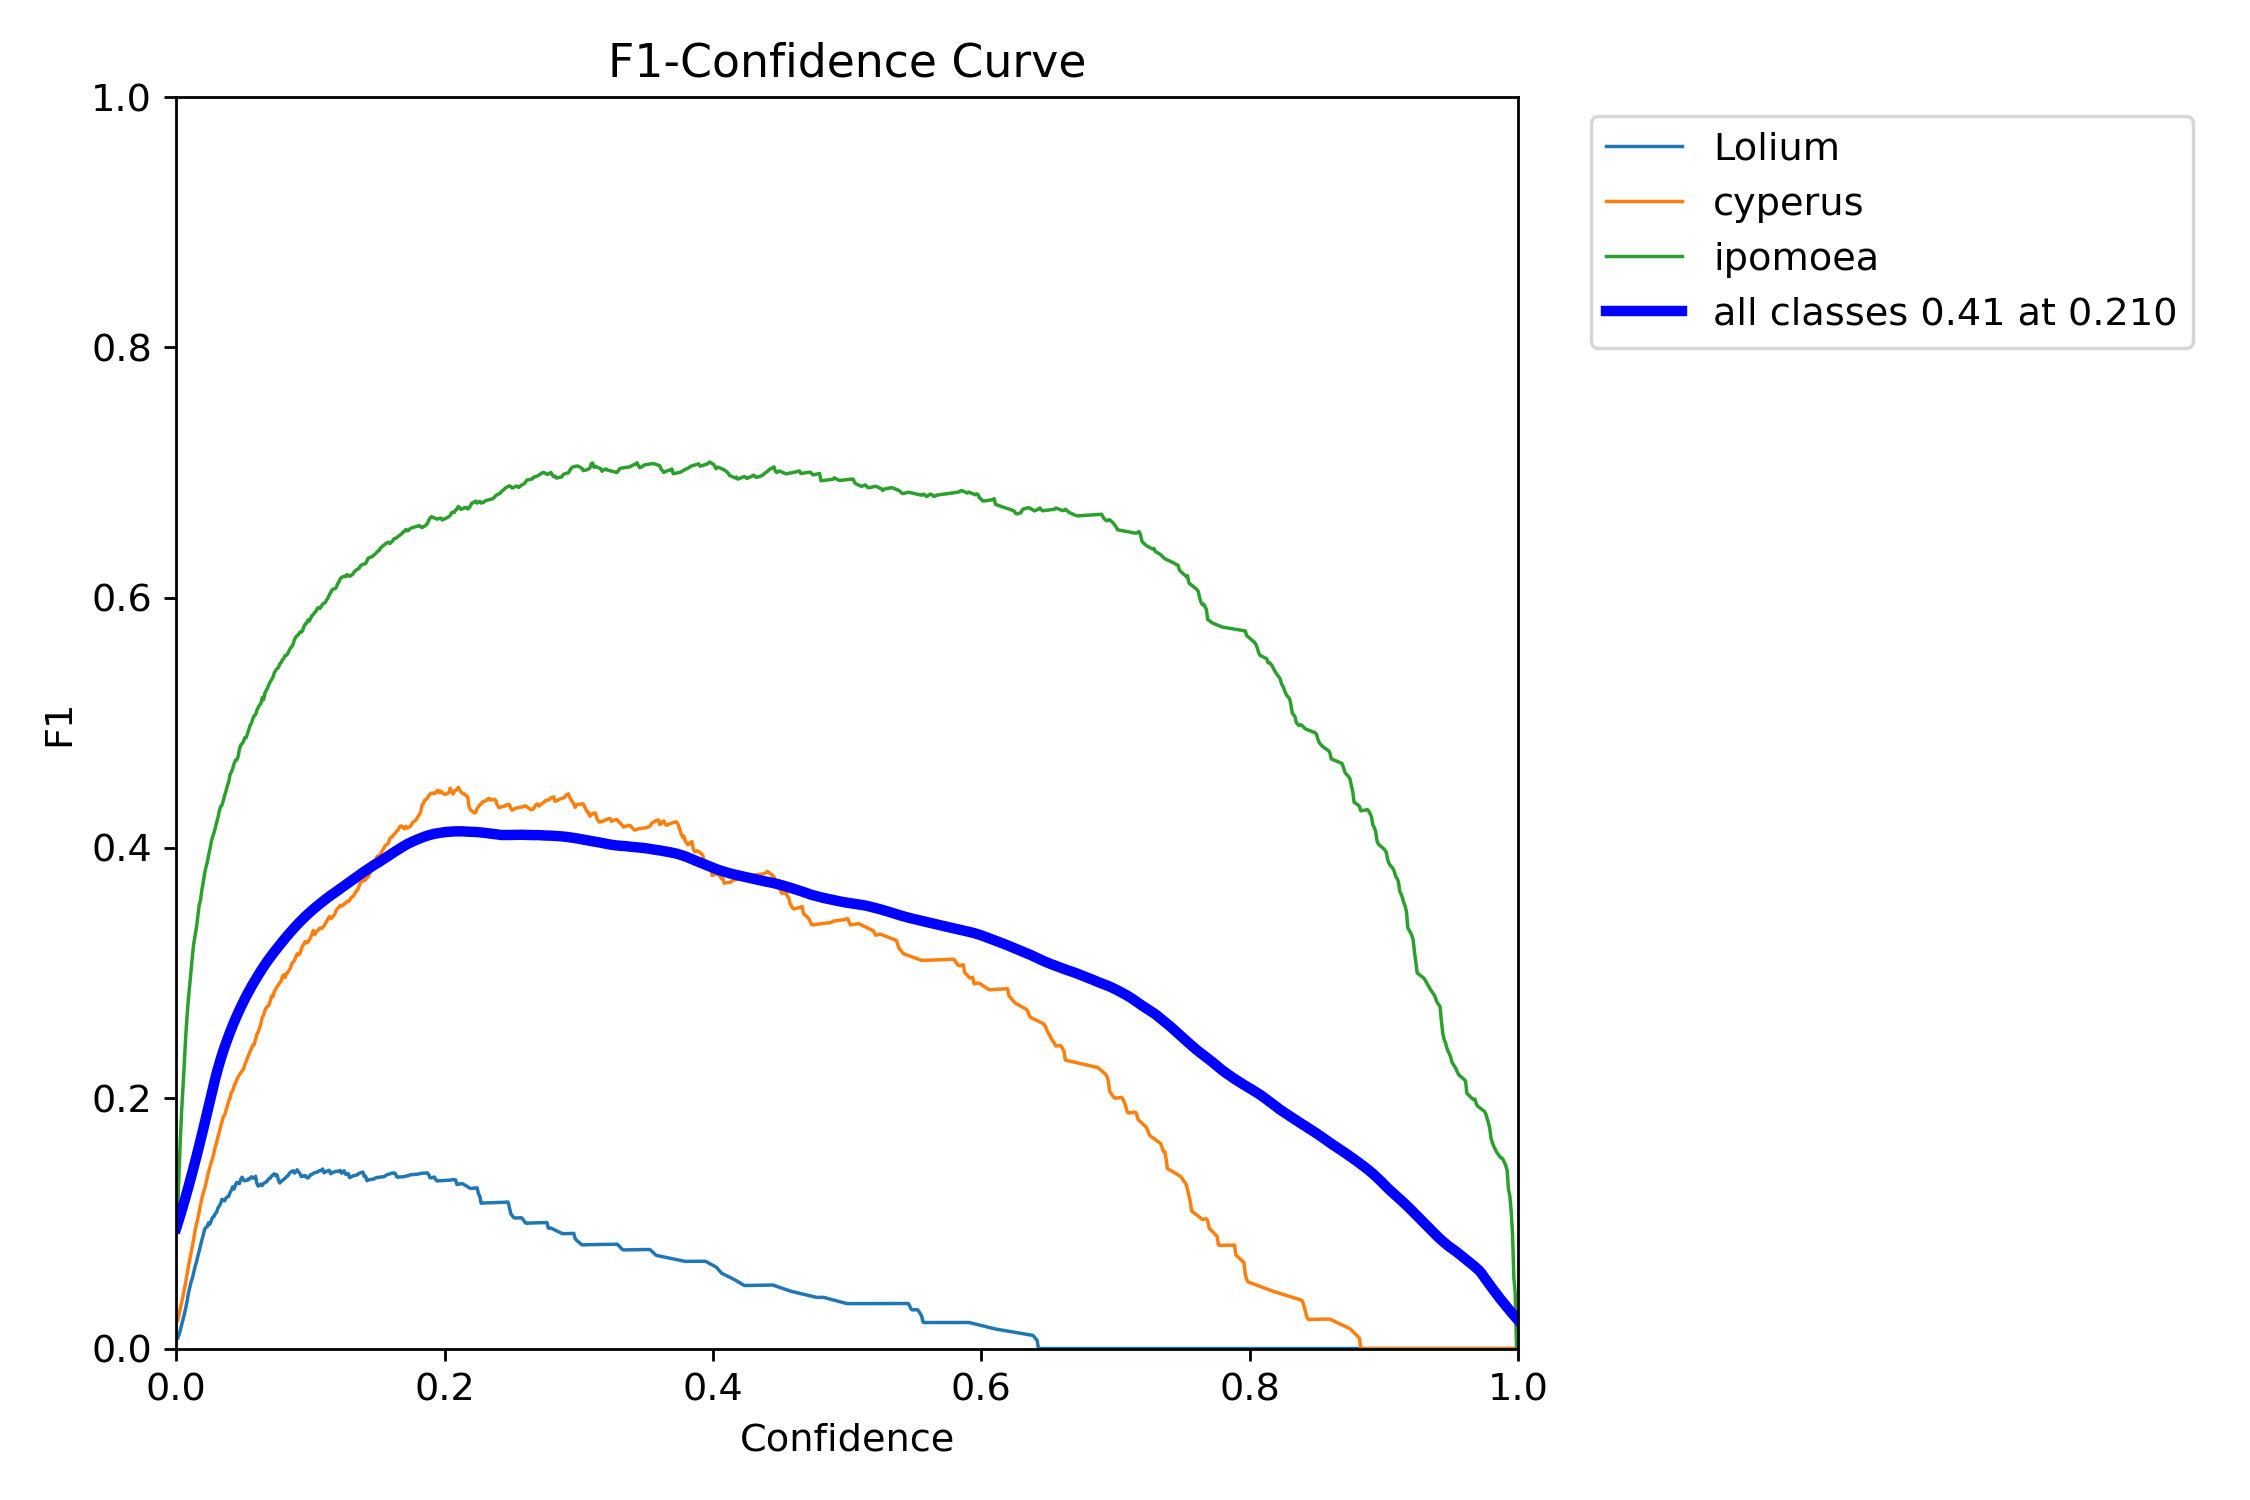 F1-Confidence Curve
1.0
0.8
0.6
0.4
0.2
0.0
F1
0.0 0.2 0.4 0.6 0.8 1.0
Confidence
Lolium
cyperus
ipomoea
all classes 0.41 at 0.210